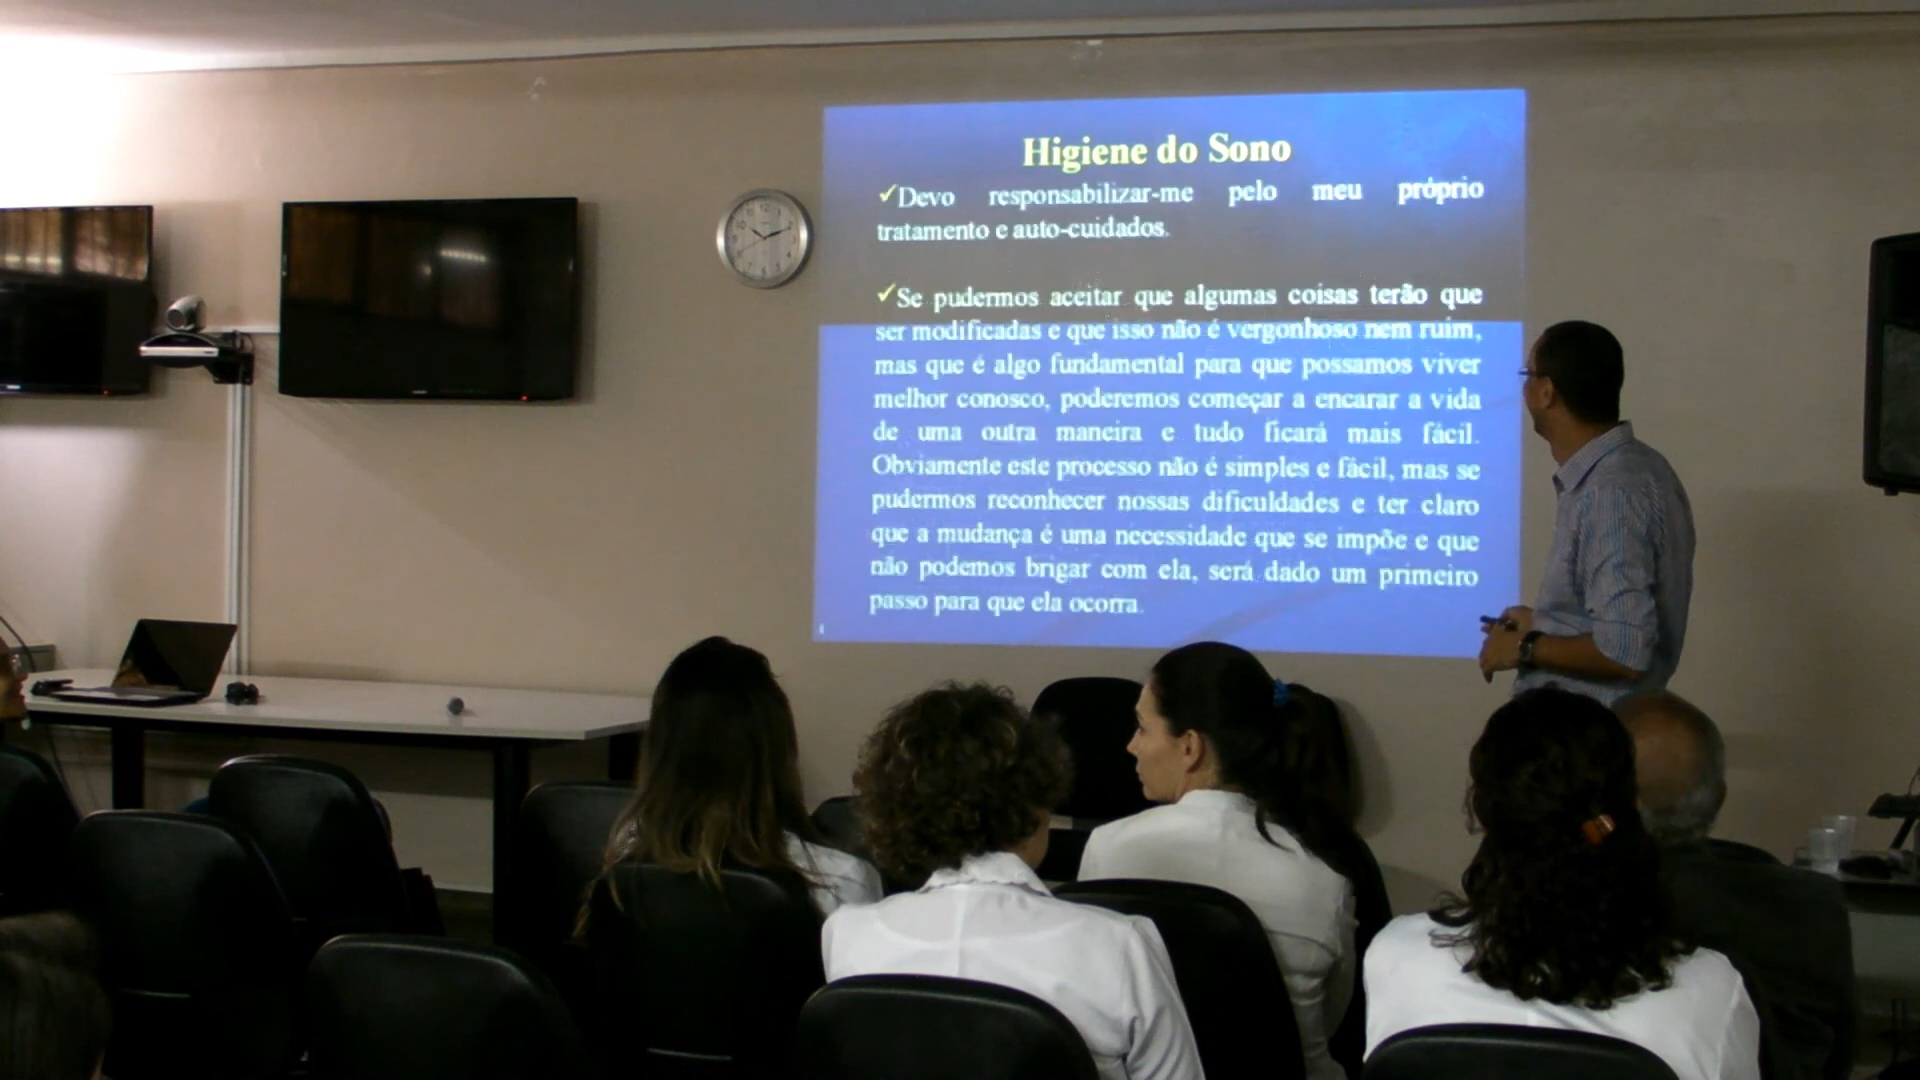 Higiene do Sono
✓Devo responsabilizar-me pelo meu próprio
tratamento e auto-cuidados.
✓Se pudermos aceitar que algumas coisas terão que
ser modificadas e que isso não é vergonhoso nem ruim,
mas que é algo fundamental para que possamos viver
melhor conosco, poderemos começar a encarar a vida
de uma outra maneira e tudo ficará mais fácil.
Obviamente este processo não é simples e fácil, mas se
pudermos reconhecer nossas dificuldades e ter claro
que a mudança é uma necessidade que se impõe e que
não podemos brigar com ela, será dado um primeiro
passo para que ela ocorra.